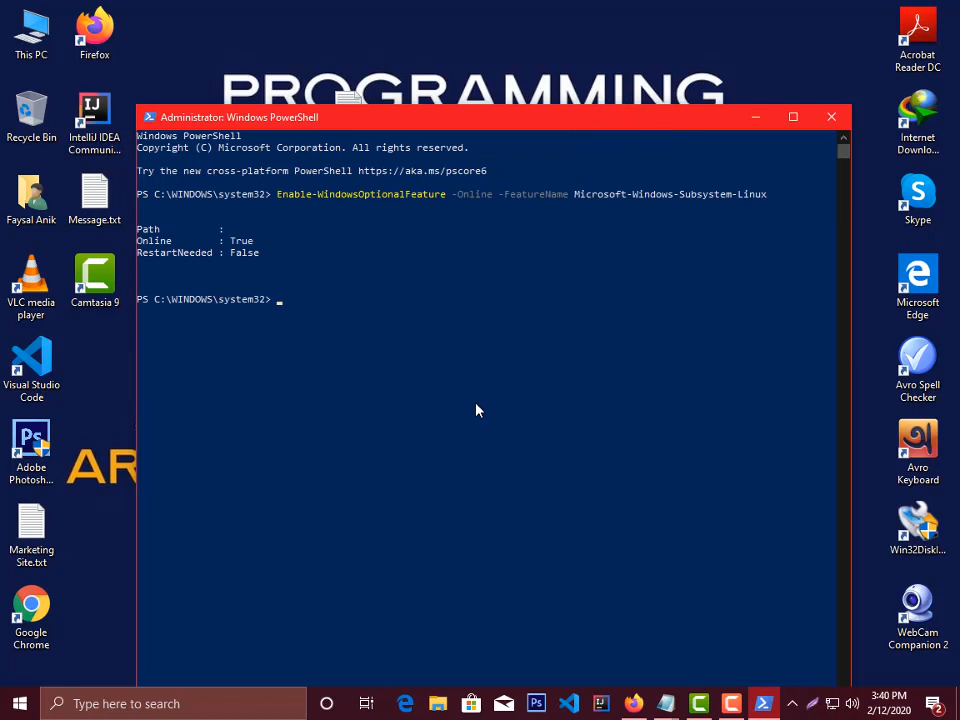 This PC
Firefox
Acrobat
Reader DC
PROGRAMMING
Administrator: Windows PowerShell
Windows PowerShell
Copyright (C) Microsoft Corporation. All rights reserved.
Try the new cross-platform PowerShell https://aka.ms/pscore6
PS C:\WINDOWS\system32> Enable-WindowsOptionalFeature -Online -FeatureName Microsoft-Windows-Subsystem-Linux
Path          :
Online        : True
RestartNeeded : False
PS C:\WINDOWS\system32> _
Recycle Bin
IntelliJ IDEA
Communi...
Internet
Downlo...
Faysal Anik
Message.txt
Skype
VLC media
player
Camtasia 9
Microsoft
Edge
Visual Studio
Code
Avro Spell
Checker
Ps
Adobe
Photosh...
AR
Avro
Keyboard
Marketing
Site.txt
Win32Diskl...
Google
Chrome
WebCam
Companion 2
Type here to search
3:40 PM
2/12/2020
2